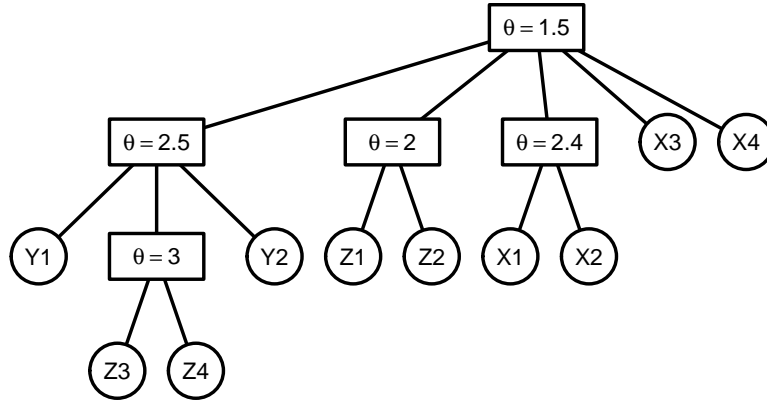 θ = 1.5
θ = 2.5 θ = 2 θ = 2.4 X3 X4
Y1 θ = 3 Y2 Z1 Z2 X1 X2
Z3 Z4